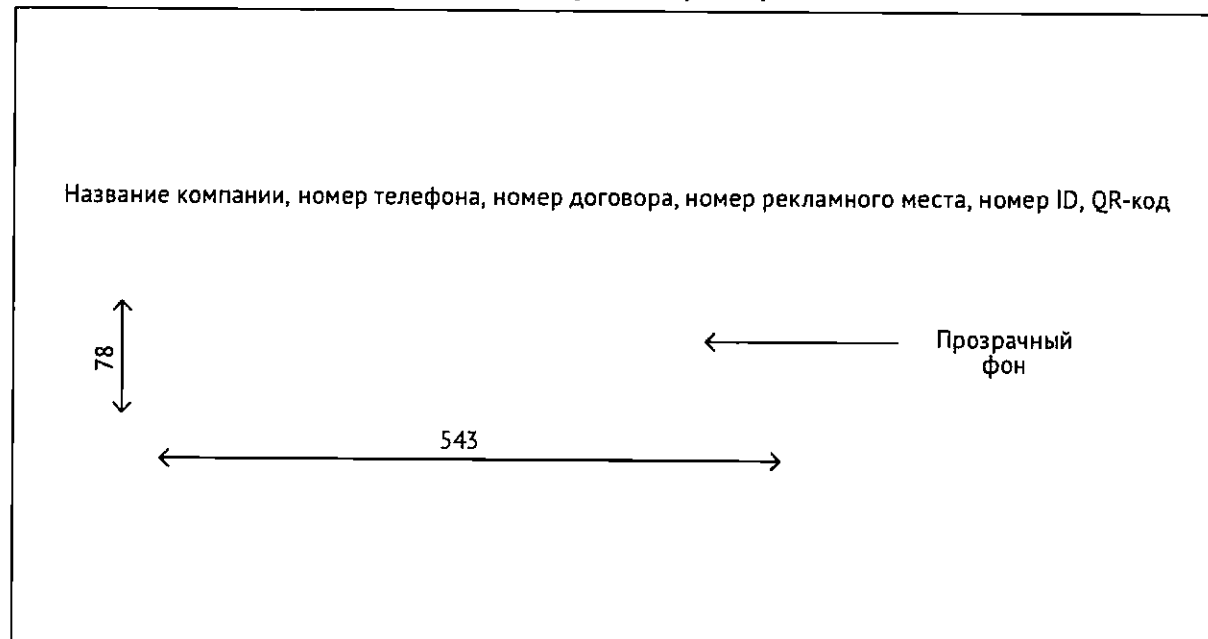 Название компании, номер телефона, номер договора, номер рекламного места, номер ID, QR-код
78
Прозрачный
фон
543